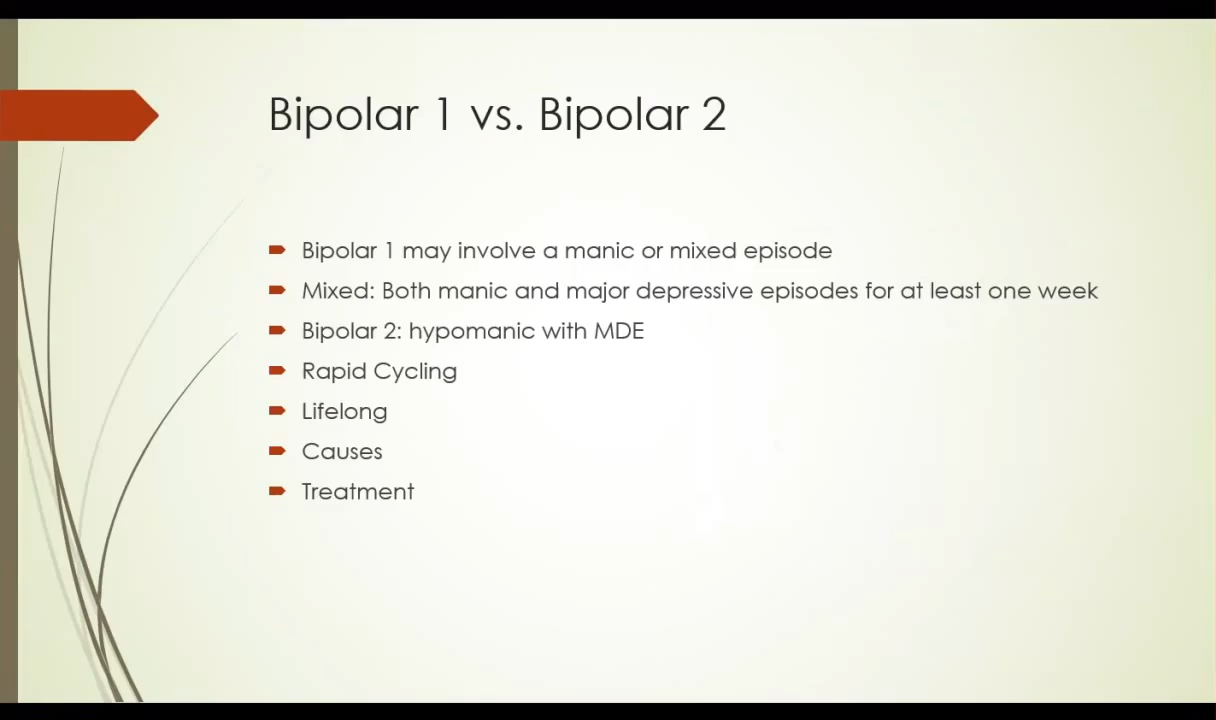 Bipolar 1 vs. Bipolar 2
Bipolar 1 may involve a manic or mixed episode
Mixed: Both manic and major depressive episodes for at least one week
Bipolar 2: hypomanic with MDE
Rapid Cycling
Lifelong
Causes
Treatment